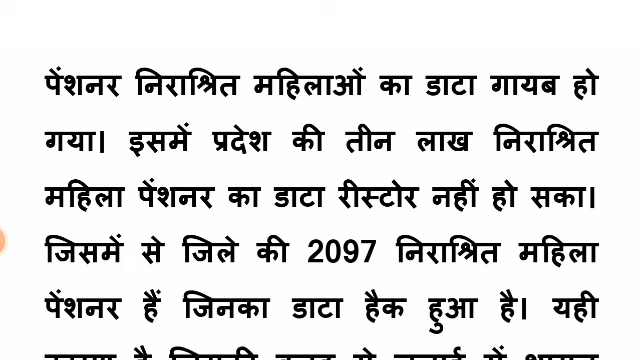 पेंशनर निराश्रित महिलाओं का डाटा गायब हो
गया। इसमें प्रदेश की तीन लाख निराश्रित
महिला पेंशनर का डाटा रीस्टोर नहीं हो सका।
जिसमें से जिले की 2097 निराश्रित महिला
पेंशनर हैं जिनका डाटा हैक हुआ है। यही